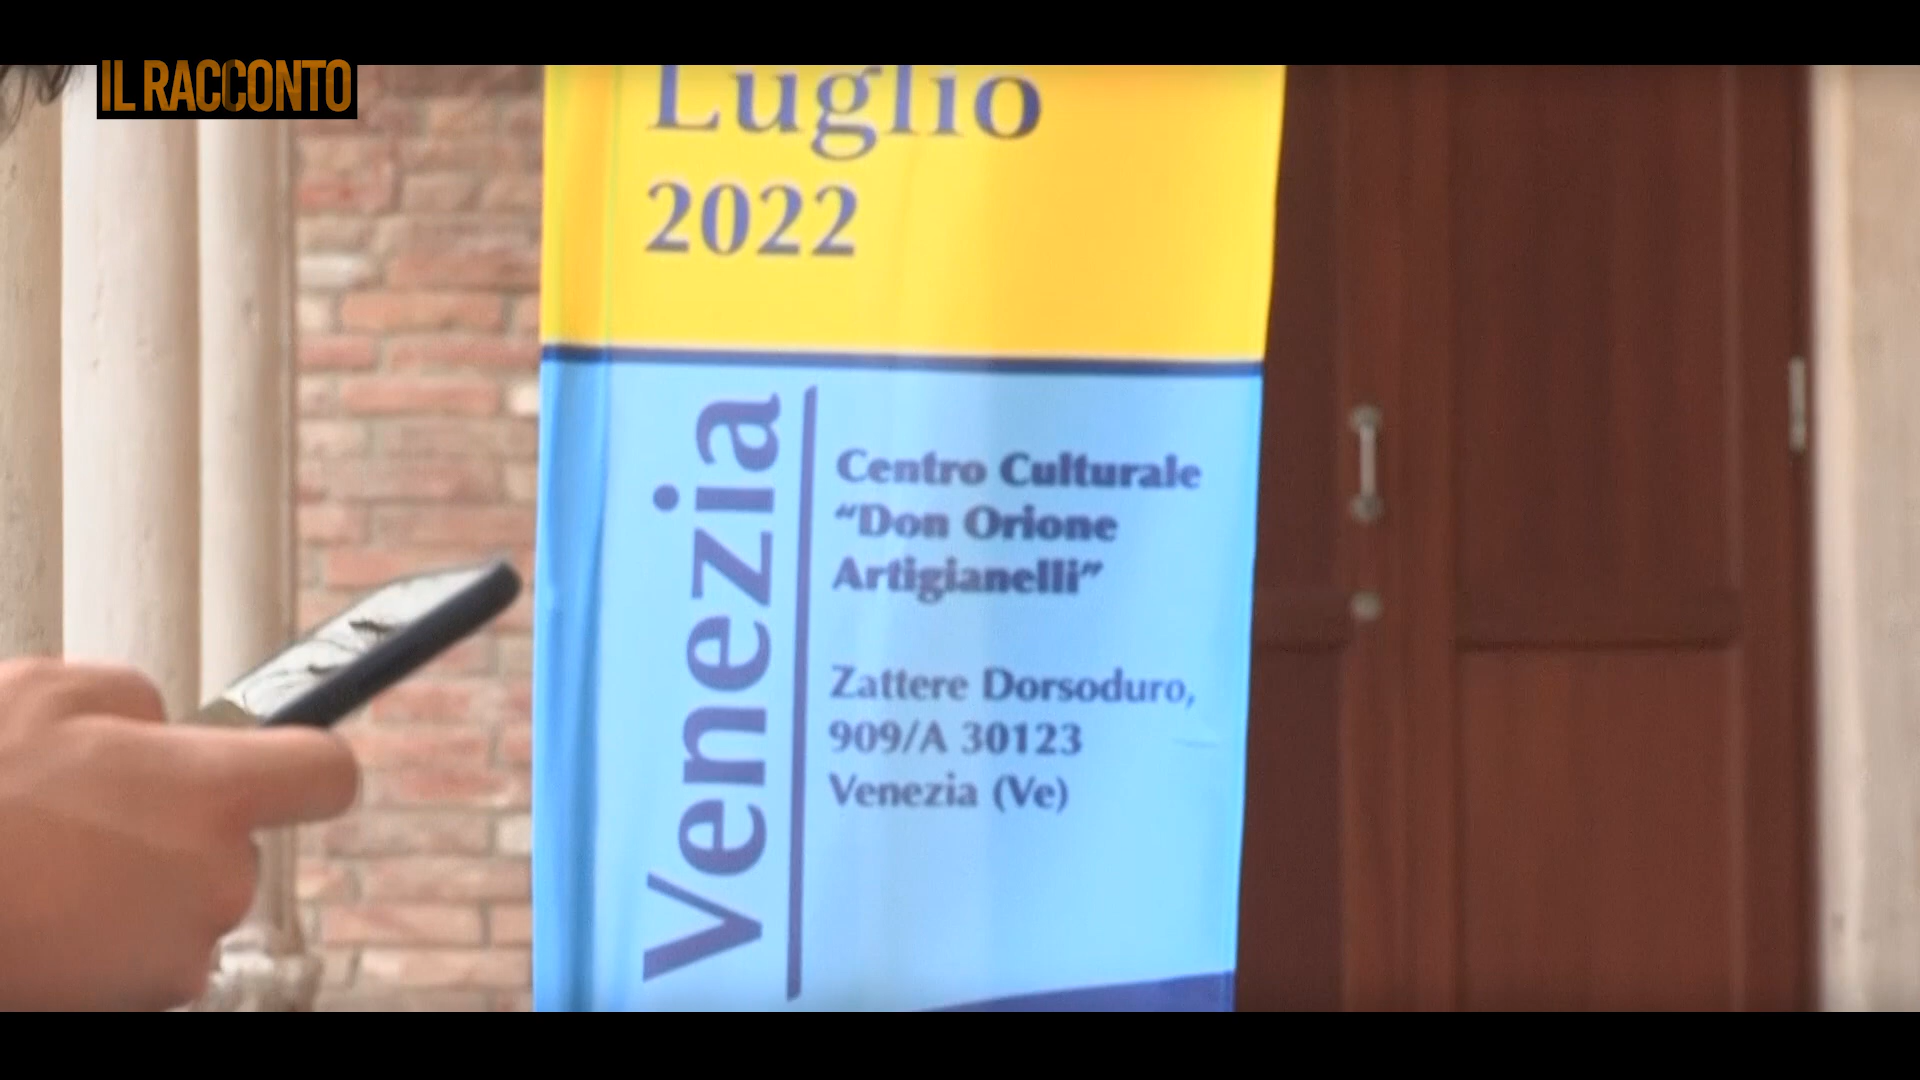 IL RACCONTO
Luglio
2022
Venezia
Centro Culturale
“Don Orione
Artigianelli”
Zattere Dorsoduro,
909/A 30123
Venezia (Ve)